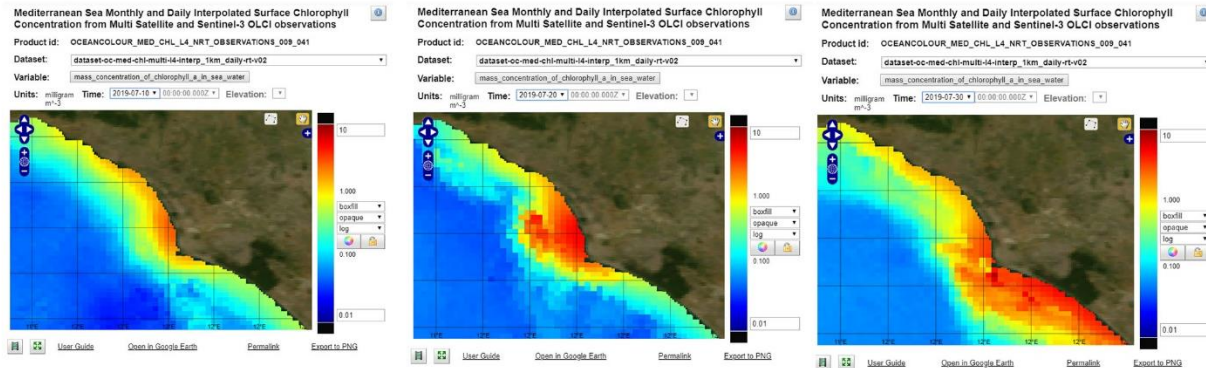 Mediterranean Sea Monthly and Daily Interpolated Surface Chlorophyll
Concentration from Multi Satellite and Sentinel-3 OLCI observations
Product id: OCEANCOLOUR_MED_CHL_L4_NRT_OBSERVATIONS_009_041
Dataset: dataset-oc-med-chl-multi-l4-interp_1km_daily-rt-v02
Variable: mass_concentration_of_chlorophyll_a_in_sea_water
Units: milligram m^-3 Time: 2019-07-10 00:00:00.000Z Elevation:
10
1.000
boxfill
opaque
log
0.100
0.01
12°E
User Guide Open in Google Earth Permalink Export to PNG
Mediterranean Sea Monthly and Daily Interpolated Surface Chlorophyll
Concentration from Multi Satellite and Sentinel-3 OLCI observations
Product id: OCEANCOLOUR_MED_CHL_L4_NRT_OBSERVATIONS_009_041
Dataset: dataset-oc-med-chl-multi-l4-interp_1km_daily-rt-v02
Variable: mass_concentration_of_chlorophyll_a_in_sea_water
Units: milligram m^-3 Time: 2019-07-20 00:00:00.000Z Elevation:
10
1.000
boxfill
opaque
log
0.100
0.01
12°E 12°E
User Guide Open in Google Earth Permalink Export to PNG
Mediterranean Sea Monthly and Daily Interpolated Surface Chlorophyll
Concentration from Multi Satellite and Sentinel-3 OLCI observations
Product id: OCEANCOLOUR_MED_CHL_L4_NRT_OBSERVATIONS_009_041
Dataset: dataset-oc-med-chl-multi-l4-interp_1km_daily-rt-v02
Variable: mass_concentration_of_chlorophyll_a_in_sea_water
Units: milligram m^-3 Time: 2019-07-30 00:00:00.000Z Elevation:
10
1.000
boxfill
opaque
log
0.100
0.01
12°E 12°E
User Guide Open in Google Earth Permalink Export to PNG